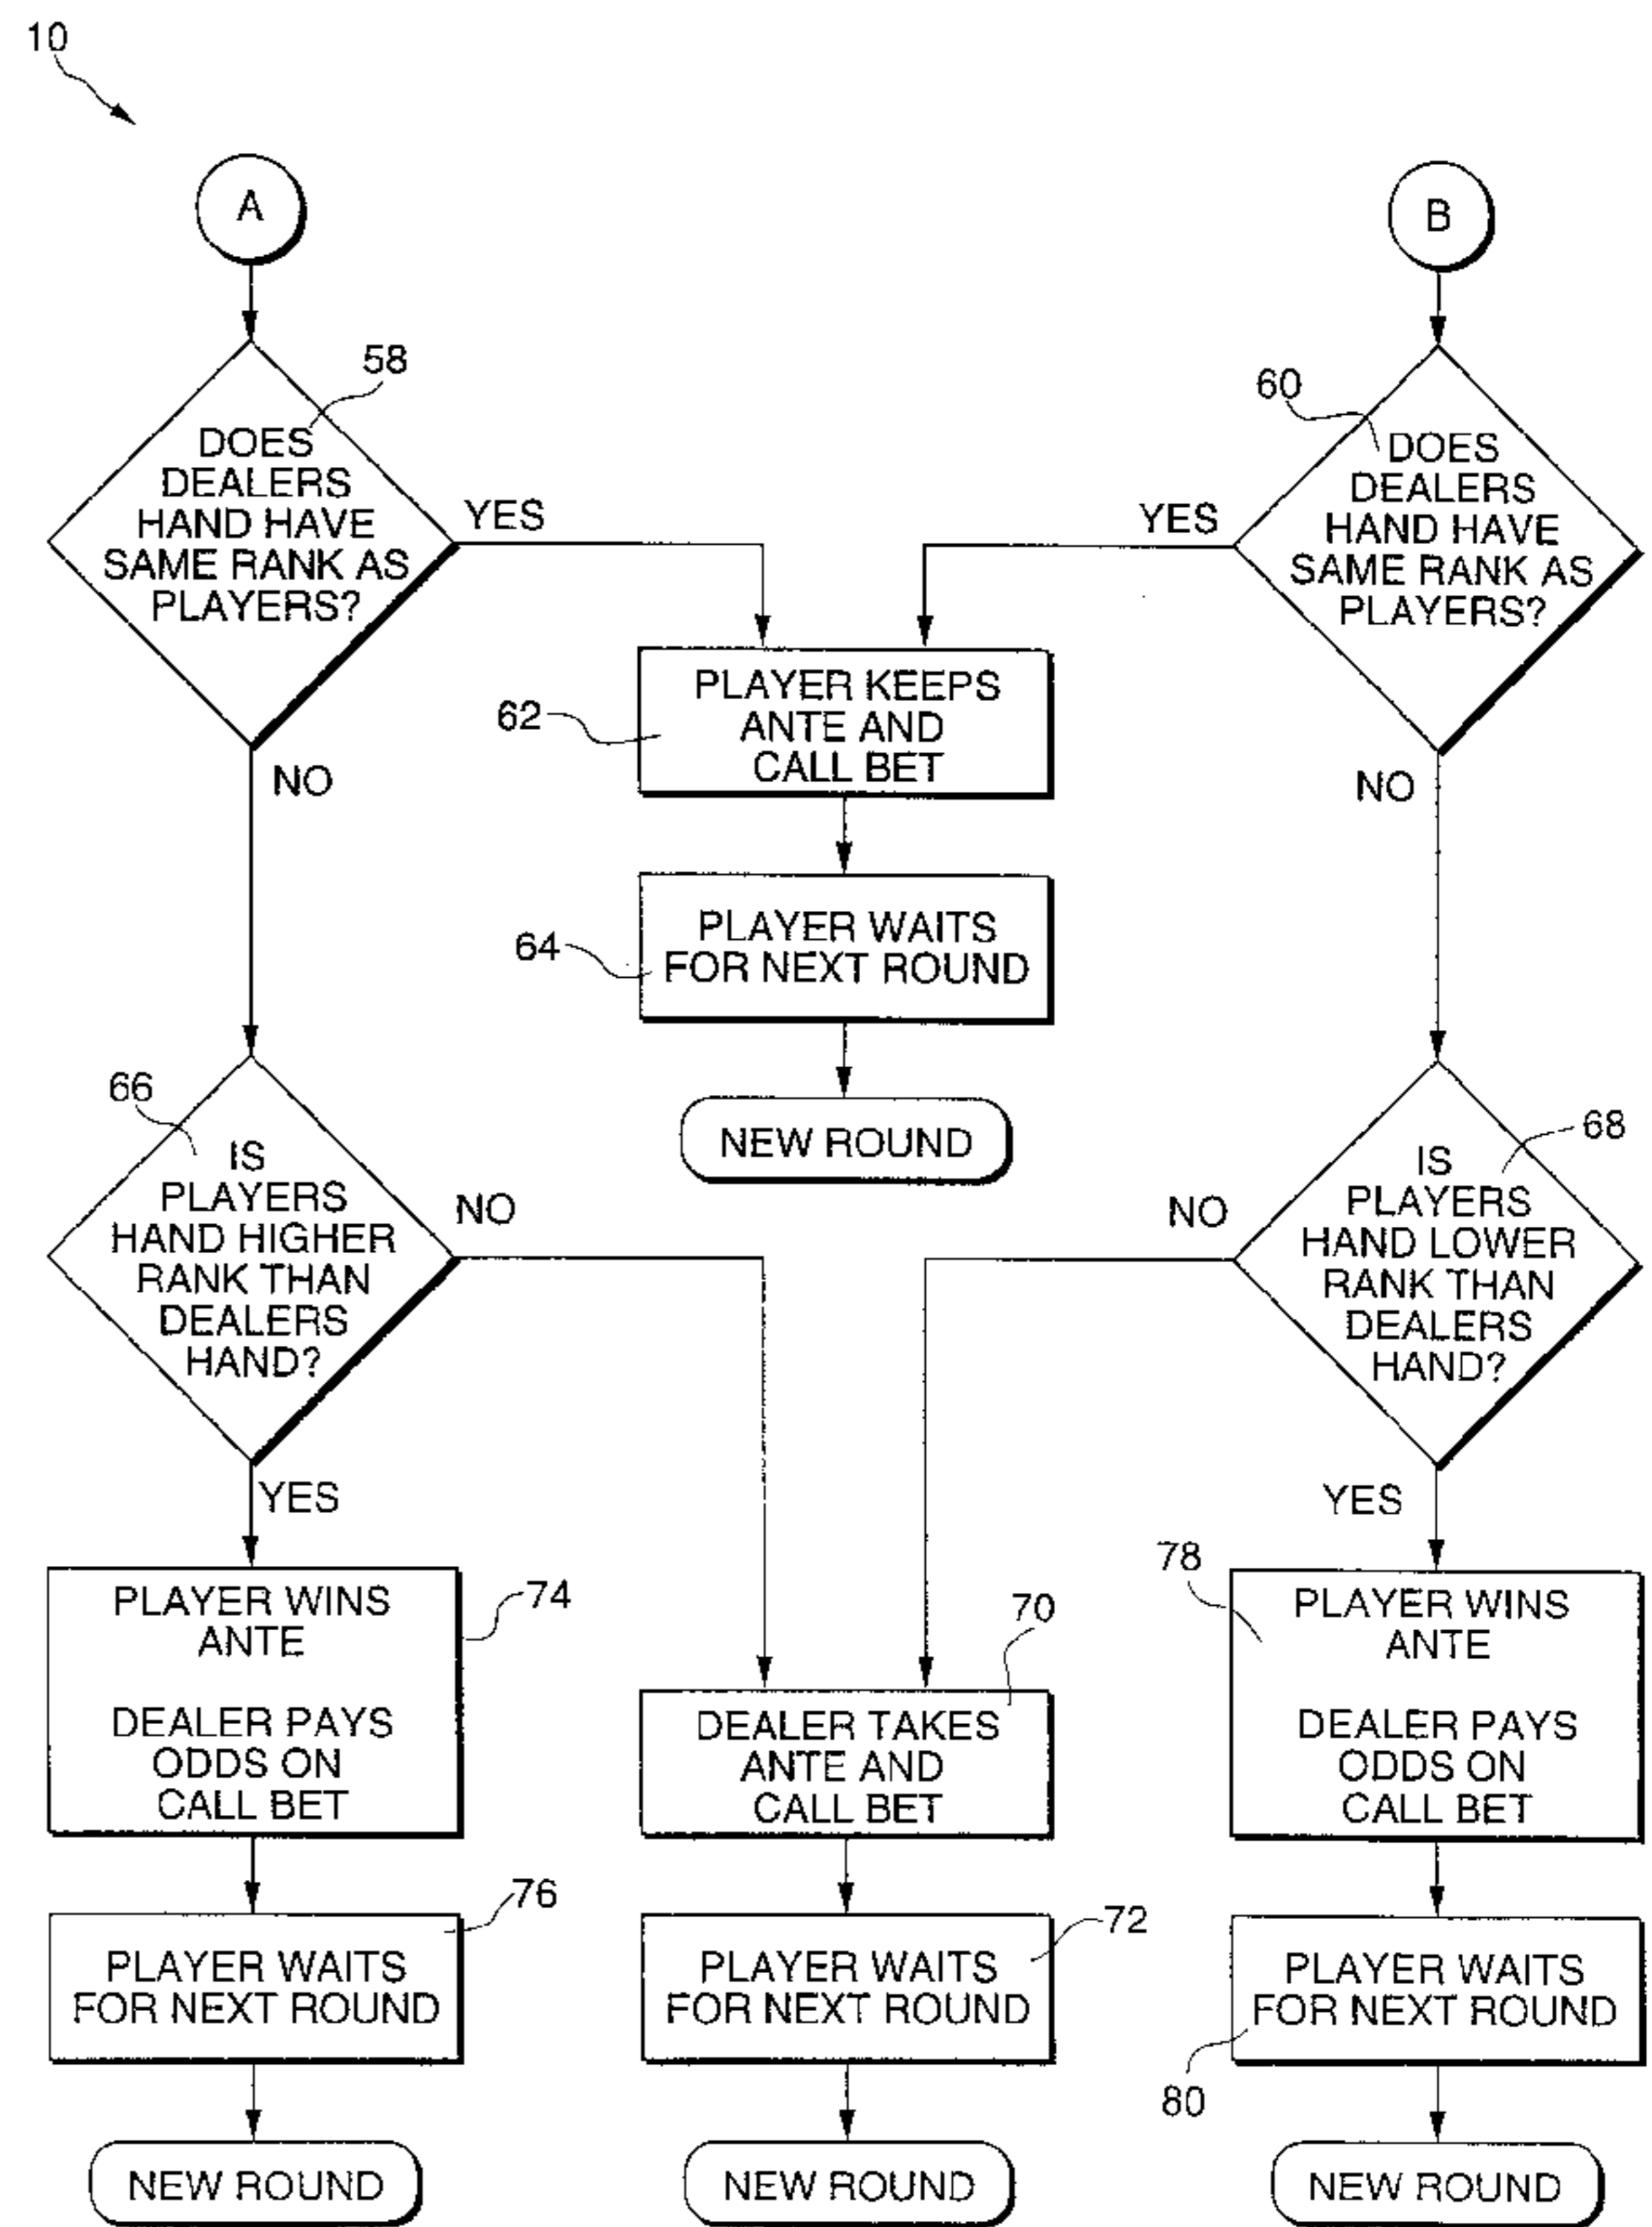 10
A
B
58
DOES
DEALERS
HAND HAVE
SAME RANK AS
PLAYERS?
YES
NO
60
DOES
DEALERS
HAND HAVE
SAME RANK AS
PLAYERS?
YES
NO
62
PLAYER KEEPS
ANTE AND
CALL BET
64
PLAYER WAITS
FOR NEXT ROUND
NEW ROUND
66
IS
PLAYERS
HAND HIGHER
RANK THAN
DEALERS
HAND?
NO
YES
68
IS
PLAYERS
HAND LOWER
RANK THAN
DEALERS
HAND?
NO
YES
74
PLAYER WINS
ANTE
DEALER PAYS
ODDS ON
CALL BET
70
DEALER TAKES
ANTE AND
CALL BET
78
PLAYER WINS
ANTE
DEALER PAYS
ODDS ON
CALL BET
76
PLAYER WAITS
FOR NEXT ROUND
72
PLAYER WAITS
FOR NEXT ROUND
PLAYER WAITS
FOR NEXT ROUND
80
NEW ROUND
NEW ROUND
NEW ROUND